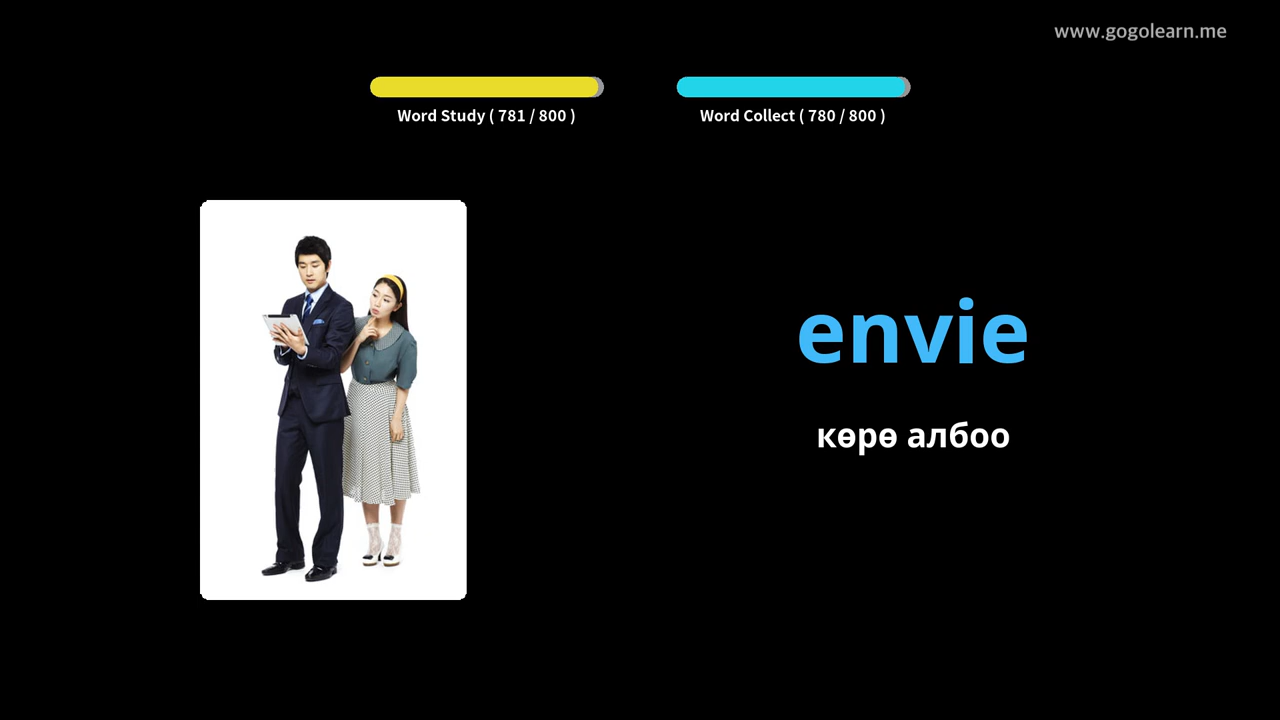 www.gogolearn.me
Word Study ( 781 / 800 )
Word Collect ( 780 / 800 )
envie
көрө албоо